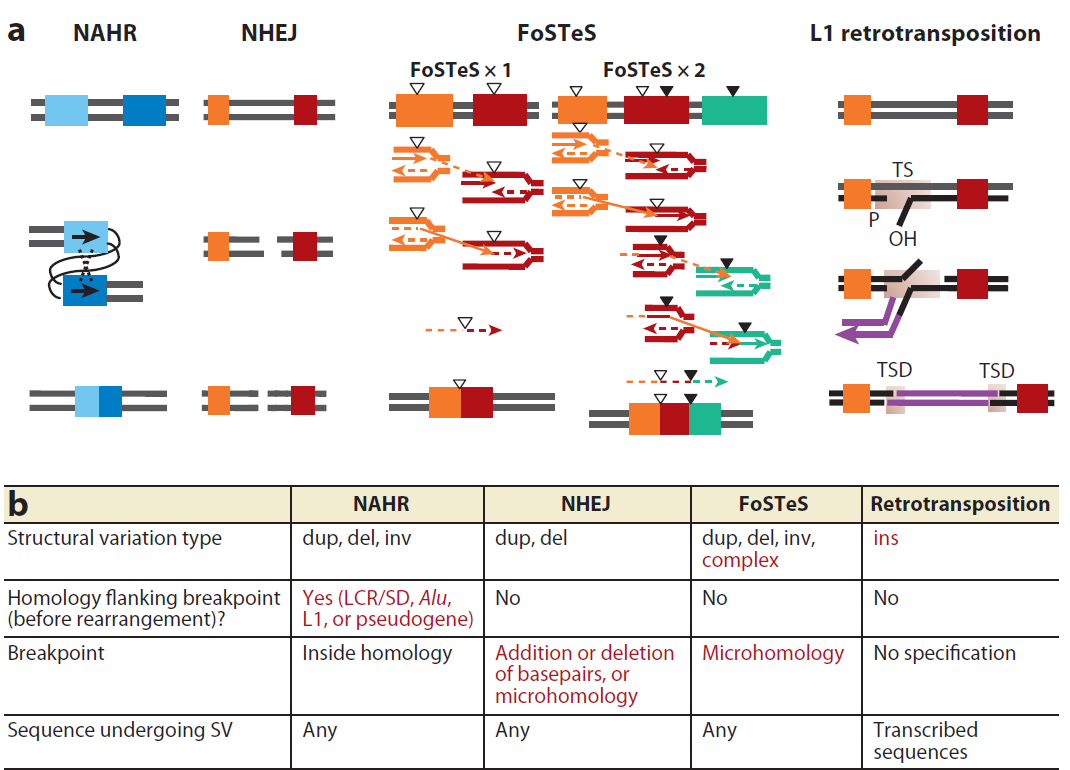 a
NAHR
NHEJ
FoSTeS
L1 retrotransposition
FoSTeS × 1
FoSTeS × 2
TS
P
OH
TSD
TSD
b
NAHR
NHEJ
FoSTeS
Retrotransposition
Structural variation type
dup, del, inv
dup, del
dup, del, inv,
complex
ins
Homology flanking breakpoint
(before rearrangement)?
Yes (LCR/SD, Alu,
L1, or pseudogene)
No
No
No
Breakpoint
Inside homology
Addition or deletion
of basepairs, or
microhomology
Microhomology
No specification
Sequence undergoing SV
Any
Any
Any
Transcribed
sequences